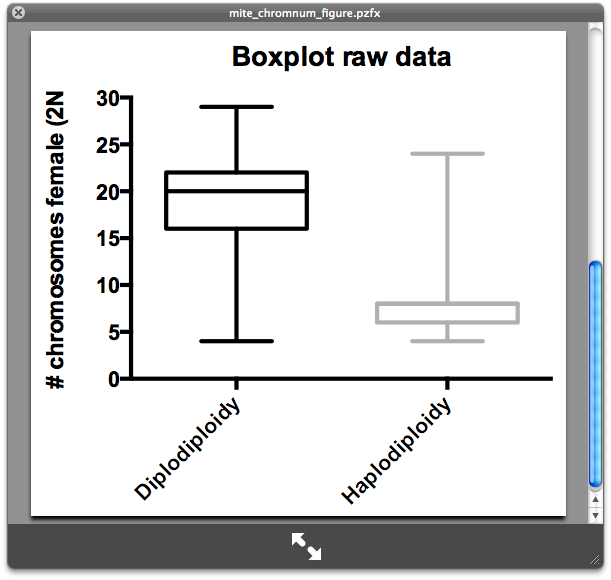 mite_chromnum_figure.pzfx
Boxplot raw data
# chromosomes female (2N
30
25
20
15
10
5
0
Diplodiploidy
Haplodiploidy